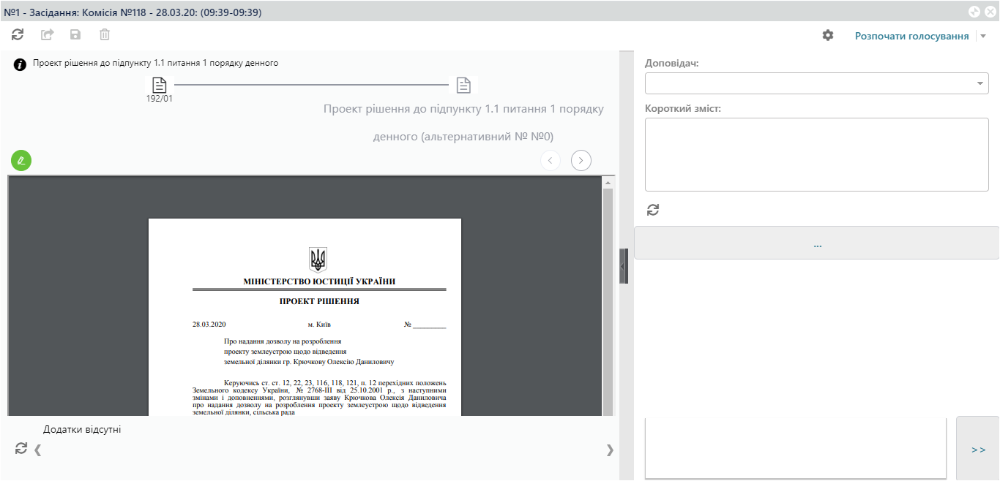 №1 - Засідання: Комісія №118 - 28.03.20: (09:39-09:39)
Розпочати голосування
Проект рішення до підпункту 1.1 питання 1 порядку денного
192/01
Проект рішення до підпункту 1.1 питання 1 порядку
денного (альтернативний № №0)
МІНІСТЕРСТВО ЮСТИЦІЇ УКРАЇНИ
ПРОЕКТ РІШЕННЯ
28.03.2020 м. Київ № _________
Про надання дозволу на розроблення
проекту землеустрою щодо відведення
земельної ділянки гр. Крючкову Олексію Даниловичу
Керуючись ст. ст. 12, 22, 23, 116, 118, 121, п. 12 перехідних положень
Земельного кодексу України, № 2768-III від 25.10.2001 р., з наступними
змінами і доповненнями, розглянувши заяву Крючкова Олексія Даниловича
про надання дозволу на розроблення проекту землеустрою щодо відведення
земельної ділянки, сільська рада
Додатки відсутні
Доповідач:
Короткий зміст:
...
>>